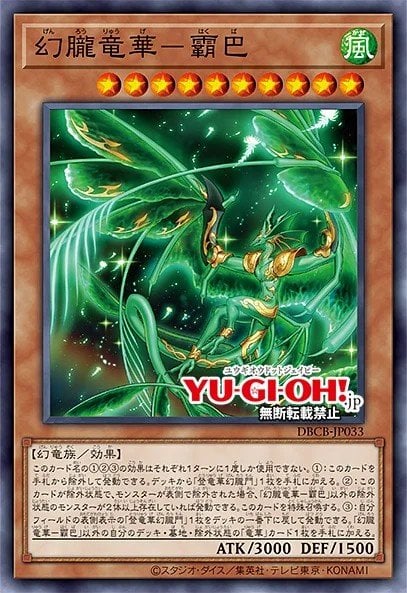 げんろうりゅうげ はくば
幻朧竜華－覇巴
風
ユウギオウドットジェイピー
YU-GI-OH!.jp
無断転載禁止
DBCB-JP033
【幻竜族／効果】
このカード名の①②③の効果はそれぞれ1ターンに1度しか使用できない。①：このカードを
手札から除外して発動できる。デッキから「登竜華幻朧門」1枚を手札に加える。②：この
カードが除外状態で、モンスターが表側で除外された場合、「幻朧竜華－覇巴」以外の除外
状態のモンスターが2体以上存在していれば発動できる。このカードを特殊召喚する。③：自分
フィールドの表側表示の「登竜華幻朧門」1枚をデッキの一番下に戻して発動できる。「幻朧
竜華－覇巴」以外の自分のデッキ・墓地・除外状態の「竜華」カード1枚を手札に加える。
ATK/3000 DEF/1500
©スタジオ・ダイス／集英社・テレビ東京・KONAMI